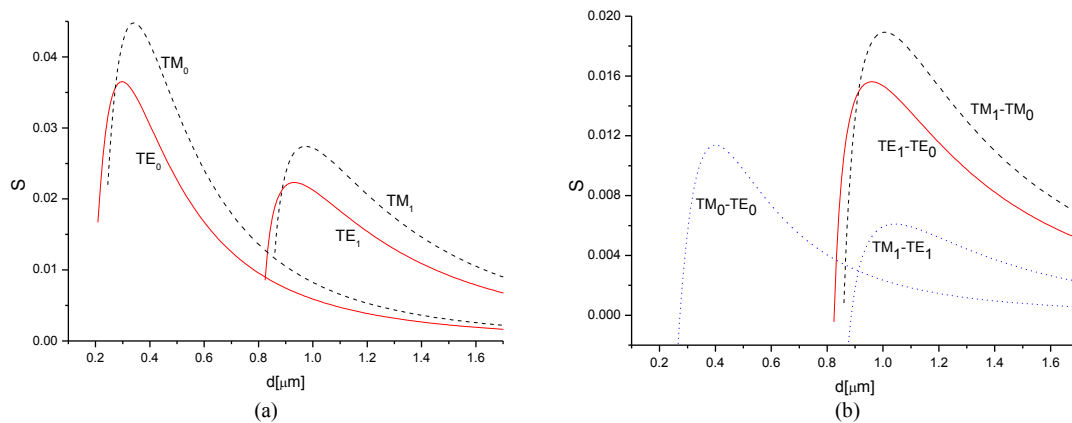 0.04
0.03
0.02
0.01
0.00
S
TM0
TE0
TM1
TE1
0.2 0.4 0.6 0.8 1.0 1.2 1.4 1.6
d[μm]
(a)
0.020
0.016
0.012
0.008
0.004
0.000
S
TM1-TM0
TE1-TE0
TM0-TE0
TM1-TE1
0.2 0.4 0.6 0.8 1.0 1.2 1.4 1.6
d[μm]
(b)